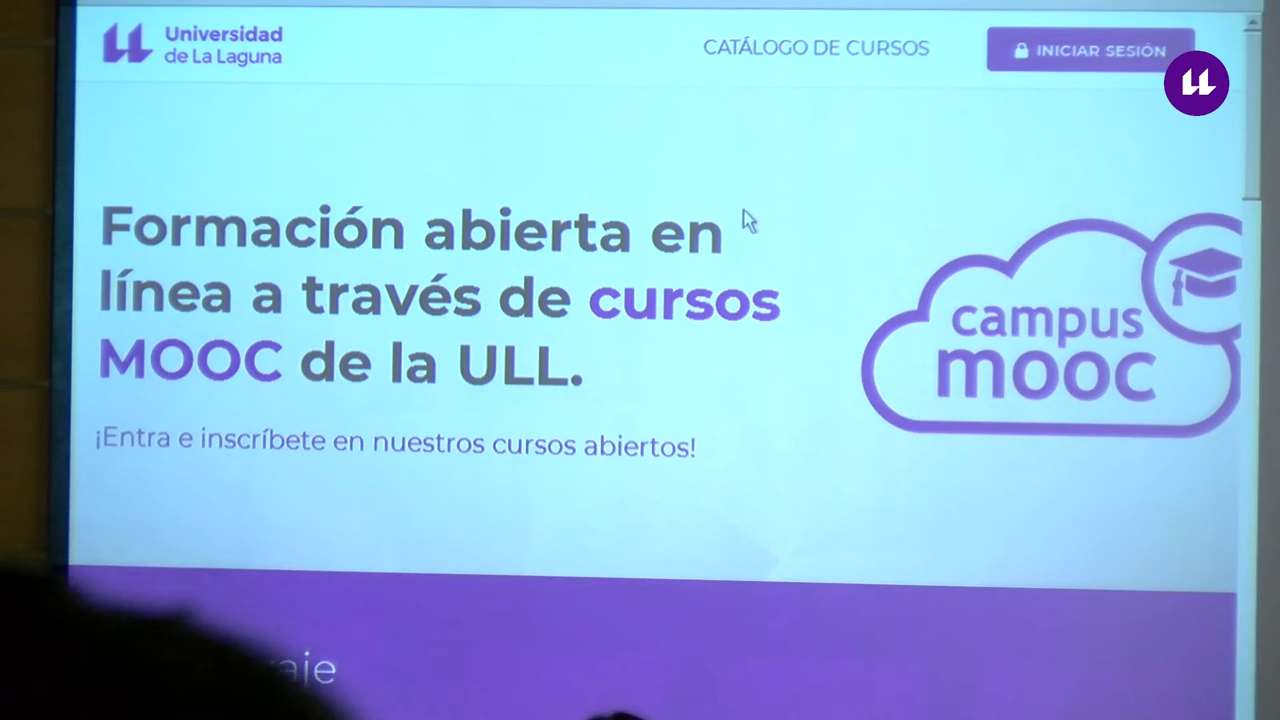 Universidad
de La Laguna
CATÁLOGO DE CURSOS
INICIAR SESIÓN
Formación abierta en
línea a través de cursos
MOOC de la ULL.
¡Entra e inscríbete en nuestros cursos abiertos!
campus
mooc